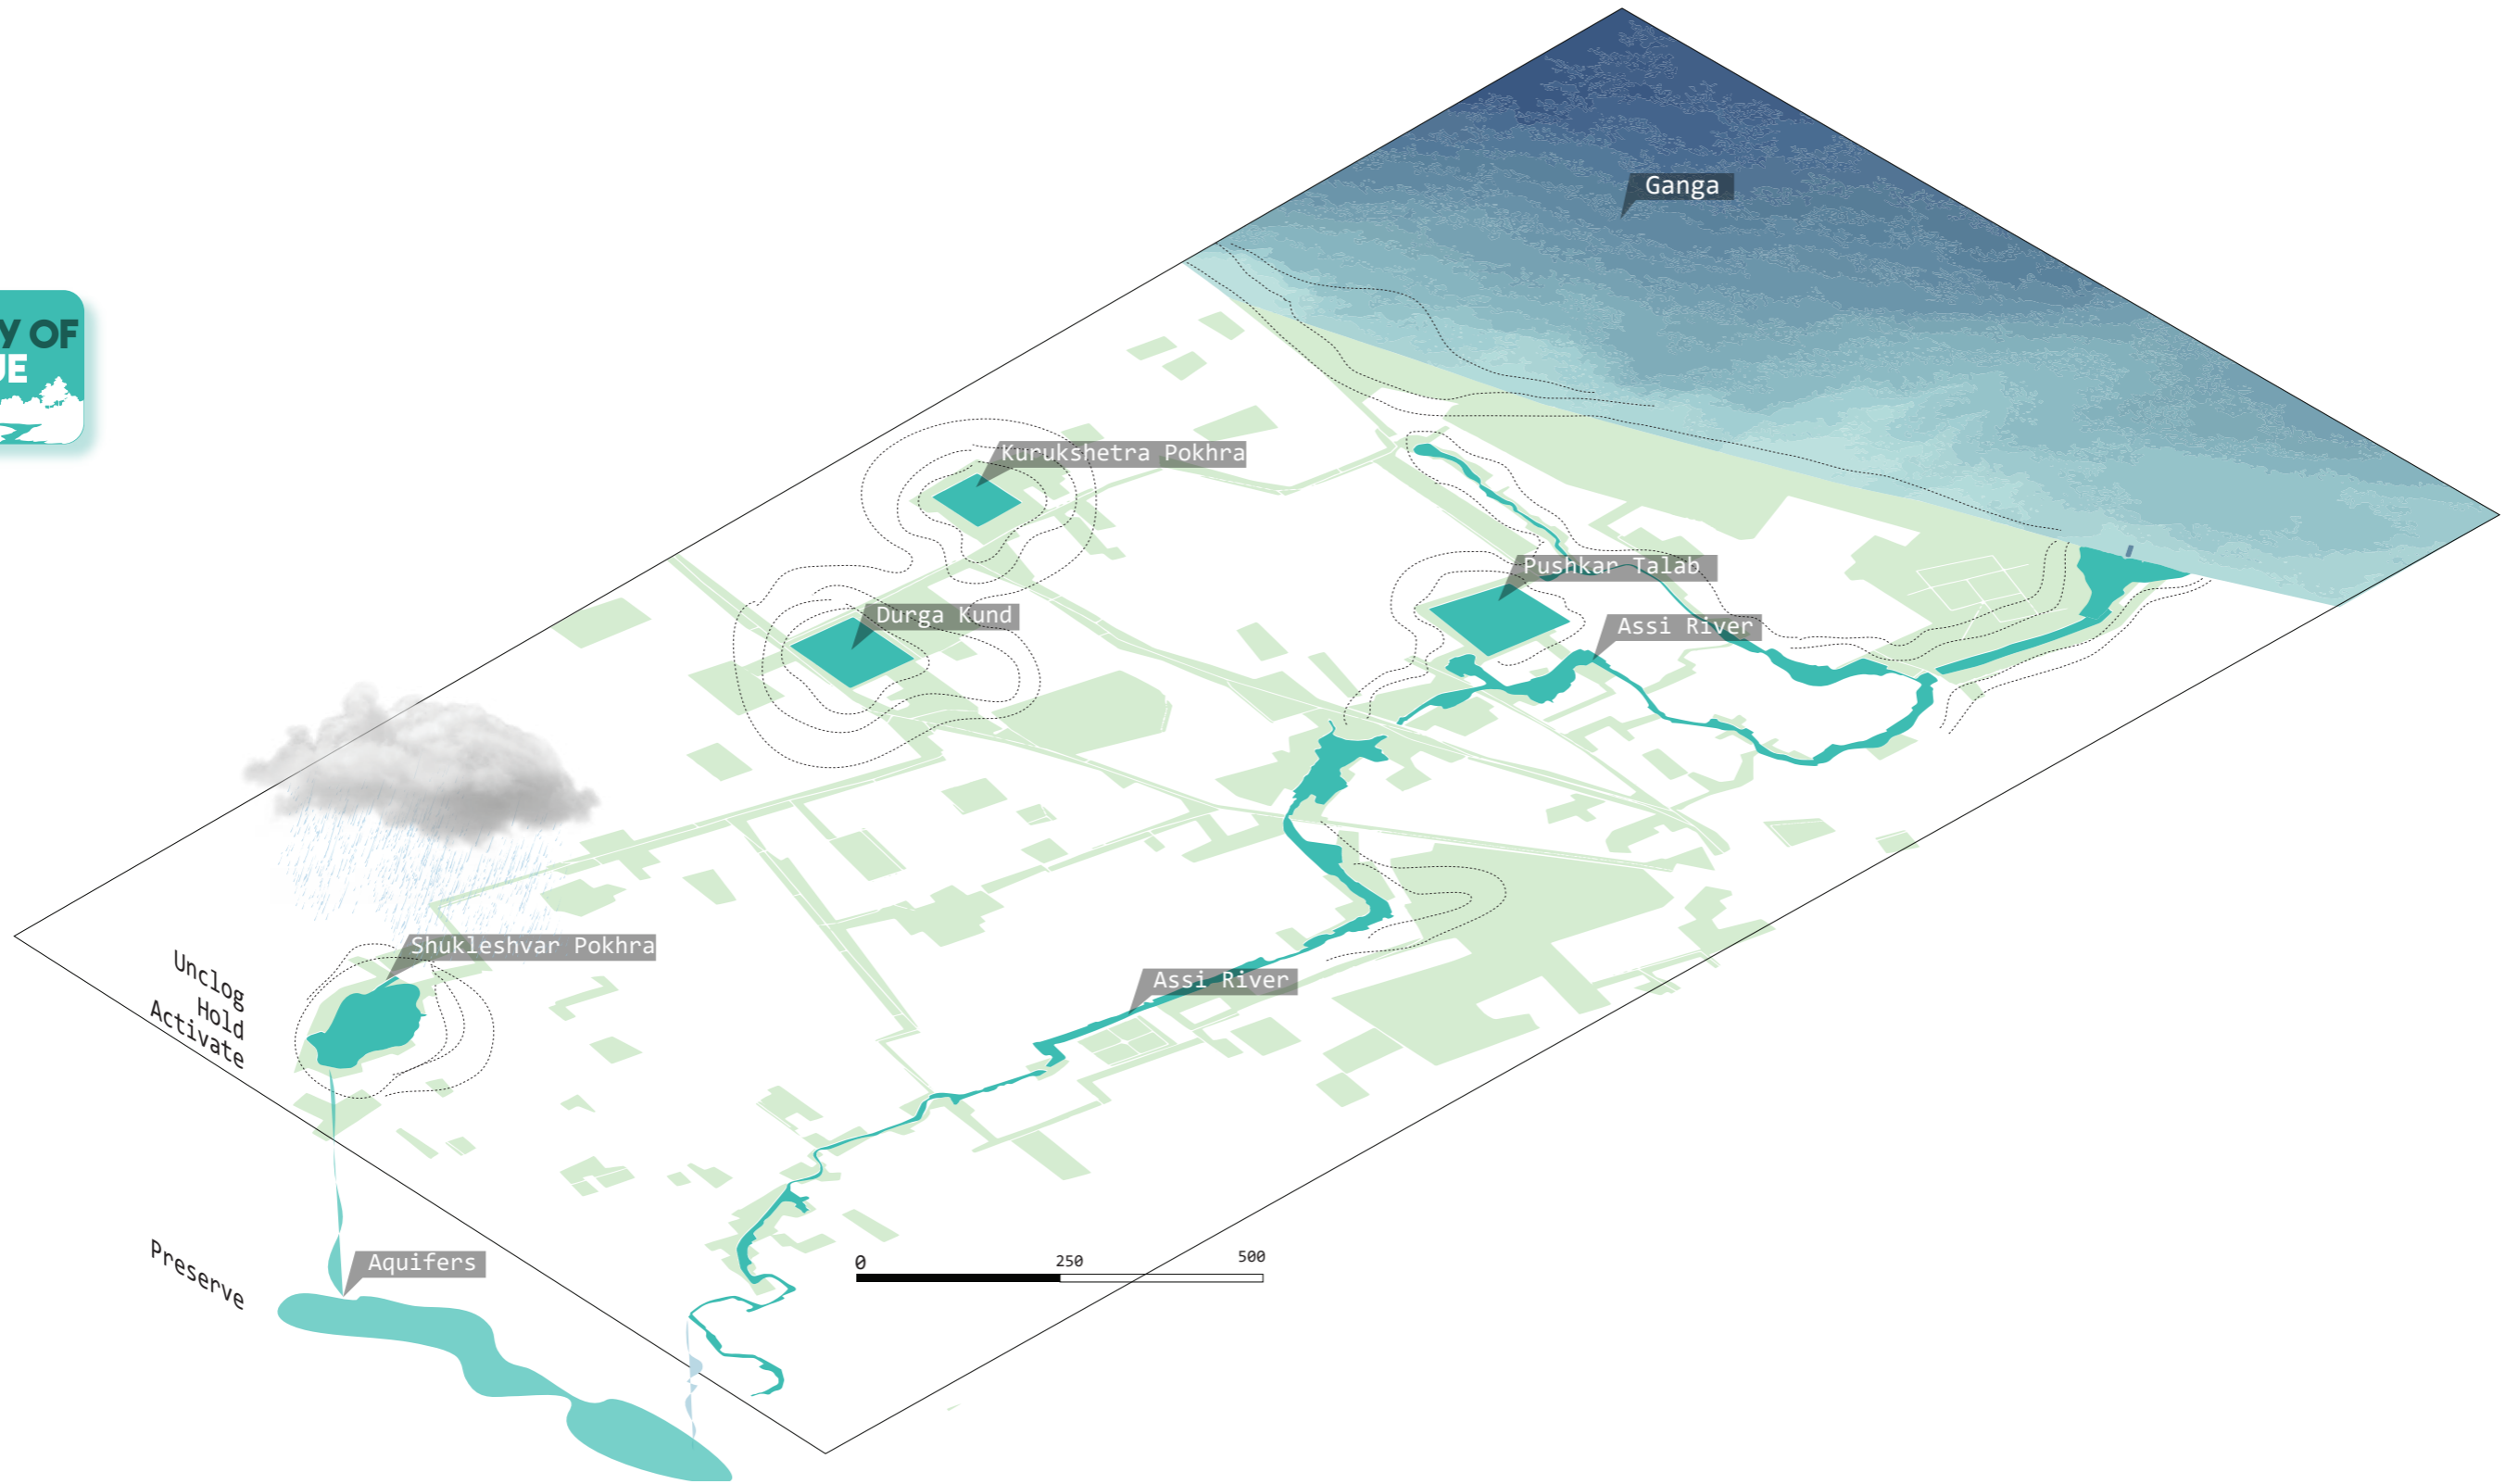 Ganga
Y OF
UE
Kurukshetra Pokhra
Pushkar Talab
Durga Kund
Assi River
Shukleshvar Pokhra
Unclog
Hold
Activate
Assi River
Preserve
Aquifers
0 250 500